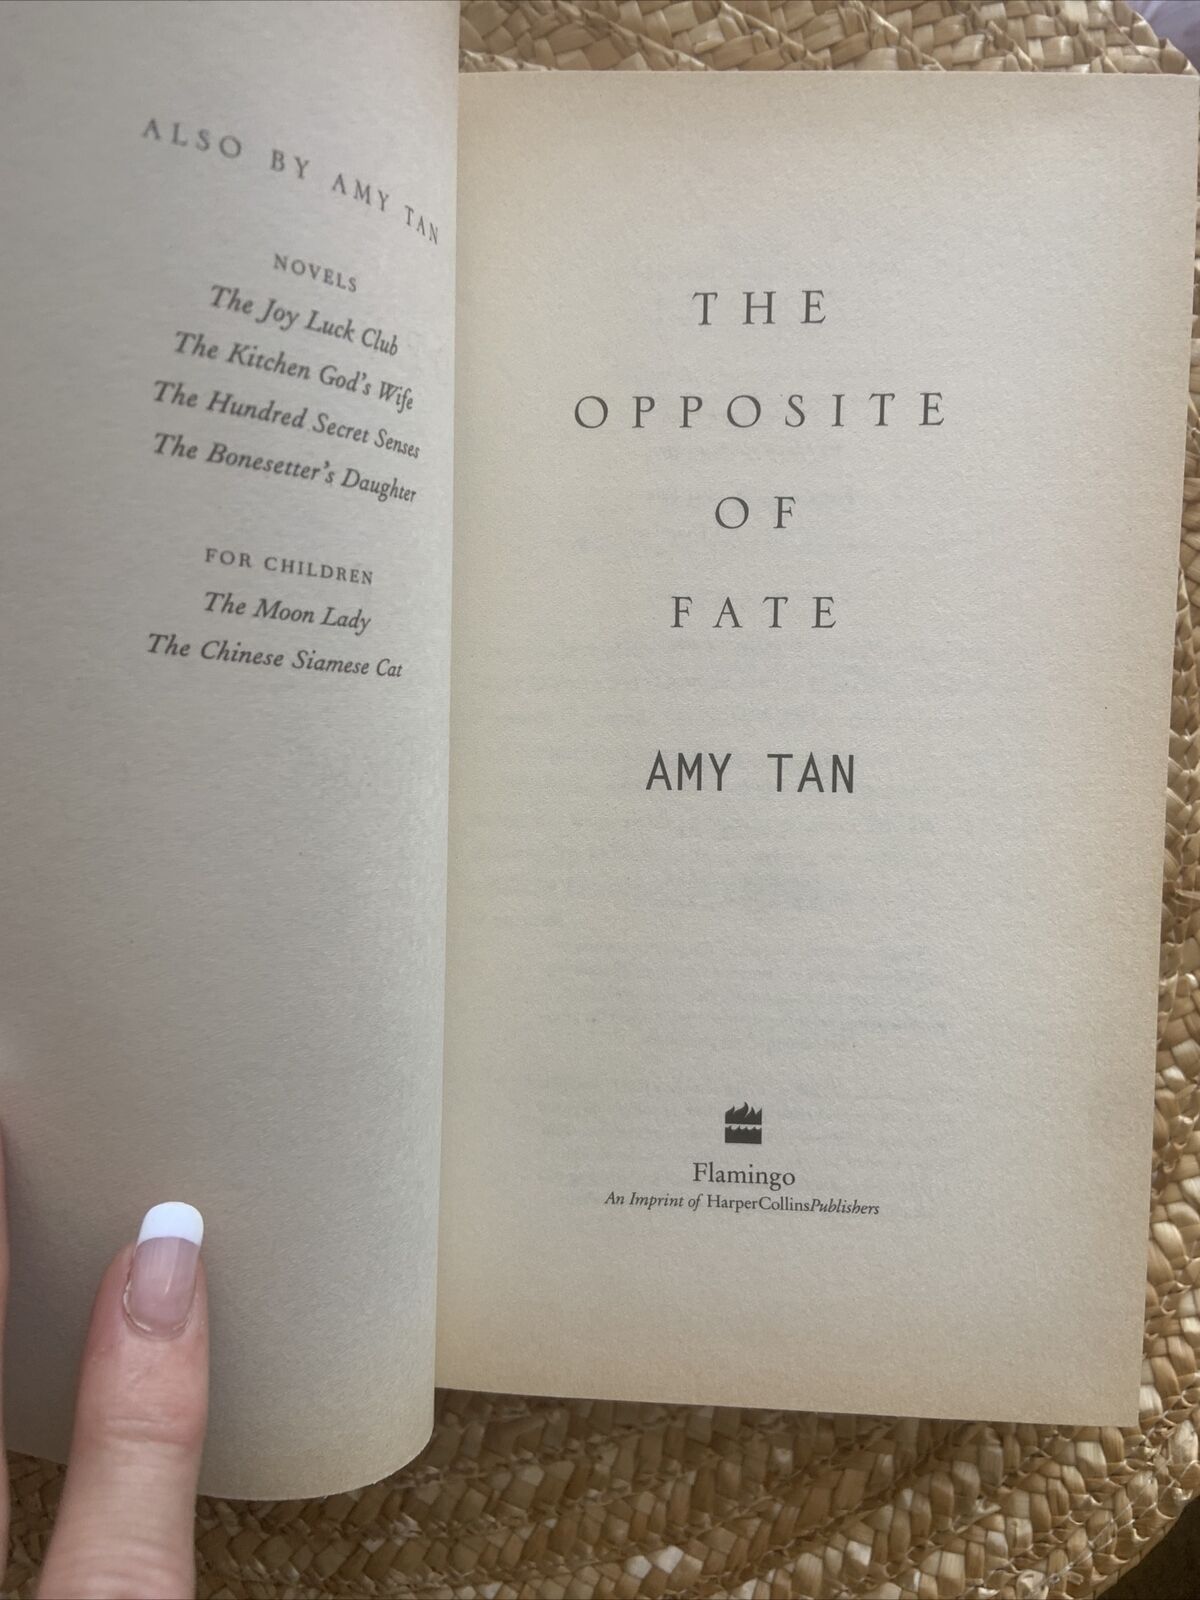 ALSO BY AMY TAN
NOVELS
The Joy Luck Club
The Kitchen God's Wife
The Hundred Secret Senses
The Bonesetter's Daughter
FOR CHILDREN
The Moon Lady
The Chinese Siamese Cat
THE
OPPOSITE
OF
FATE
AMY TAN
Flamingo
An Imprint of HarperCollinsPublishers